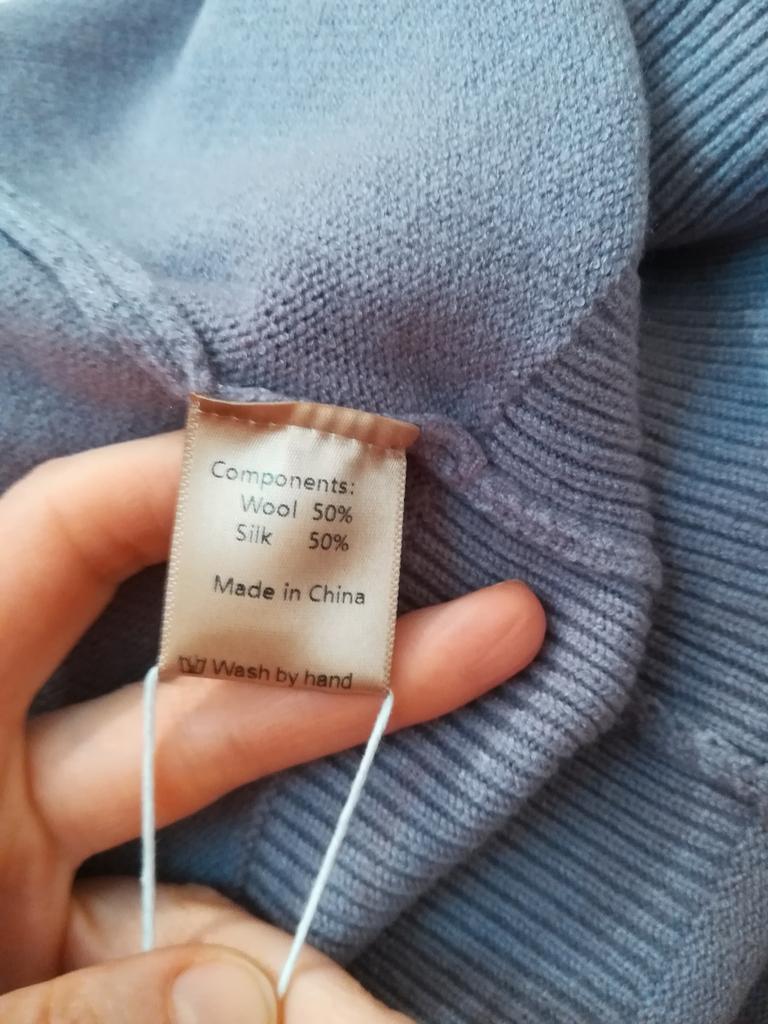 Components:
Wool 50%
Silk 50%
Made in China
Wash by hand